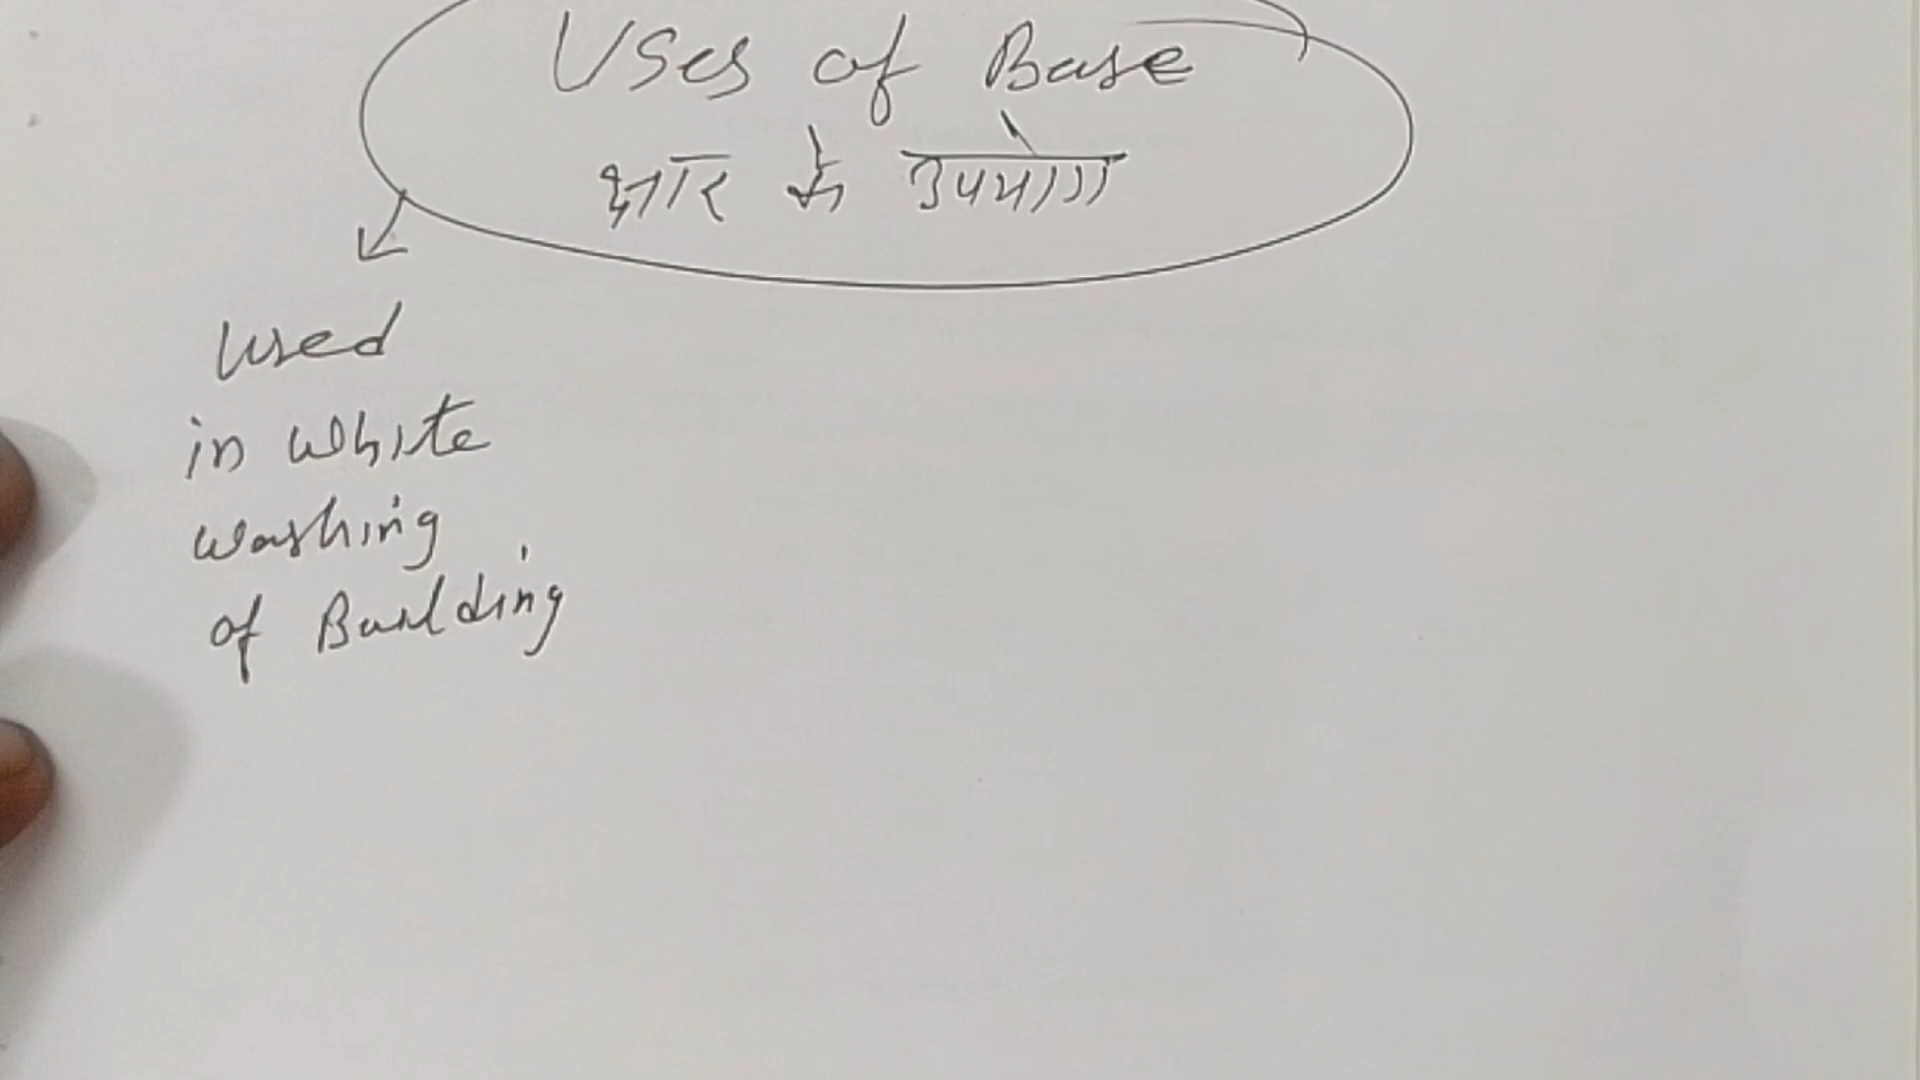 Uses of Base
क्षार के उपयोग
Used
in White
washing
of Building